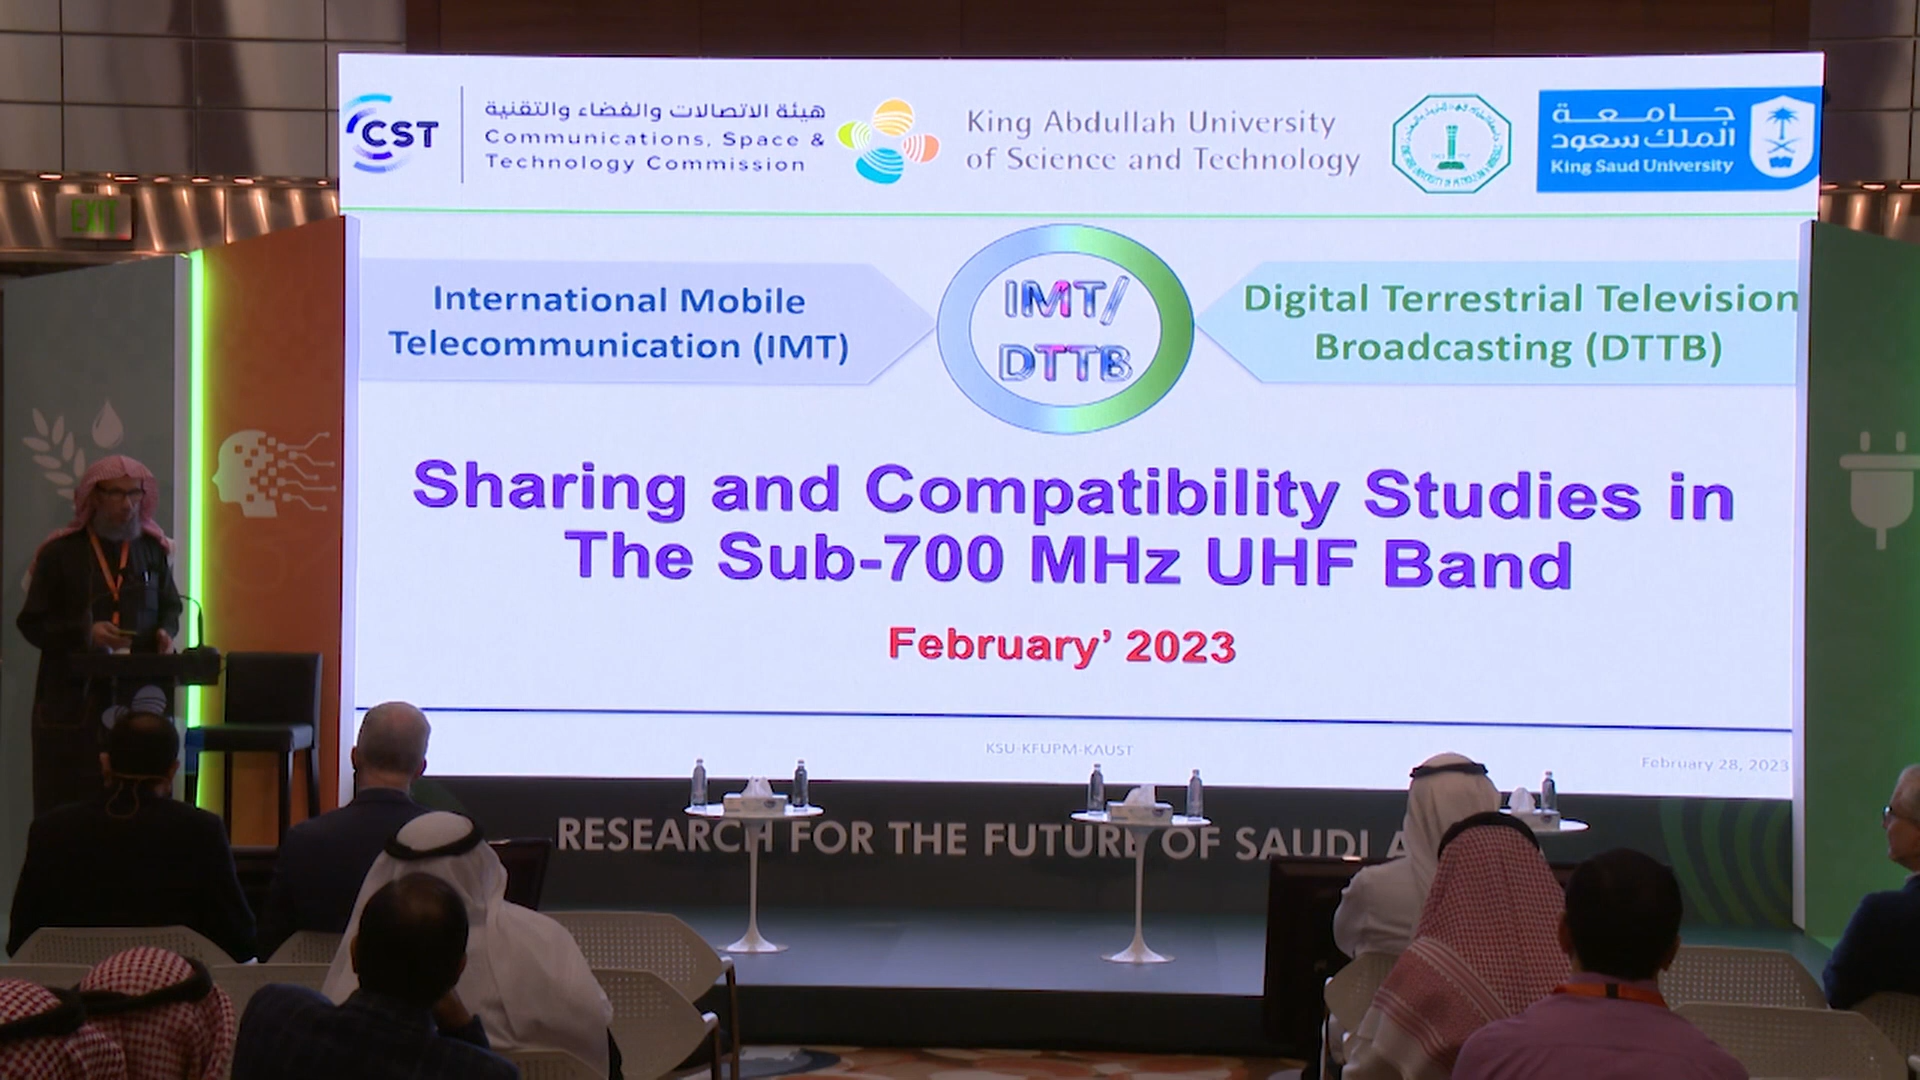 EXIT
CST
هيئة الاتصالات والفضاء والتقنية
Communications, Space &
Technology Commission
King Abdullah University
of Science and Technology
جامعة
الملك سعود
King Saud University
International Mobile
Telecommunication (IMT)
IMT/
DTTB
Digital Terrestrial Television
Broadcasting (DTTB)
Sharing and Compatibility Studies in
The Sub-700 MHz UHF Band
February’ 2023
KSU-KFUPM-KAUST
February 28, 2023
RESEARCH FOR THE FUTURE OF SAUDI A